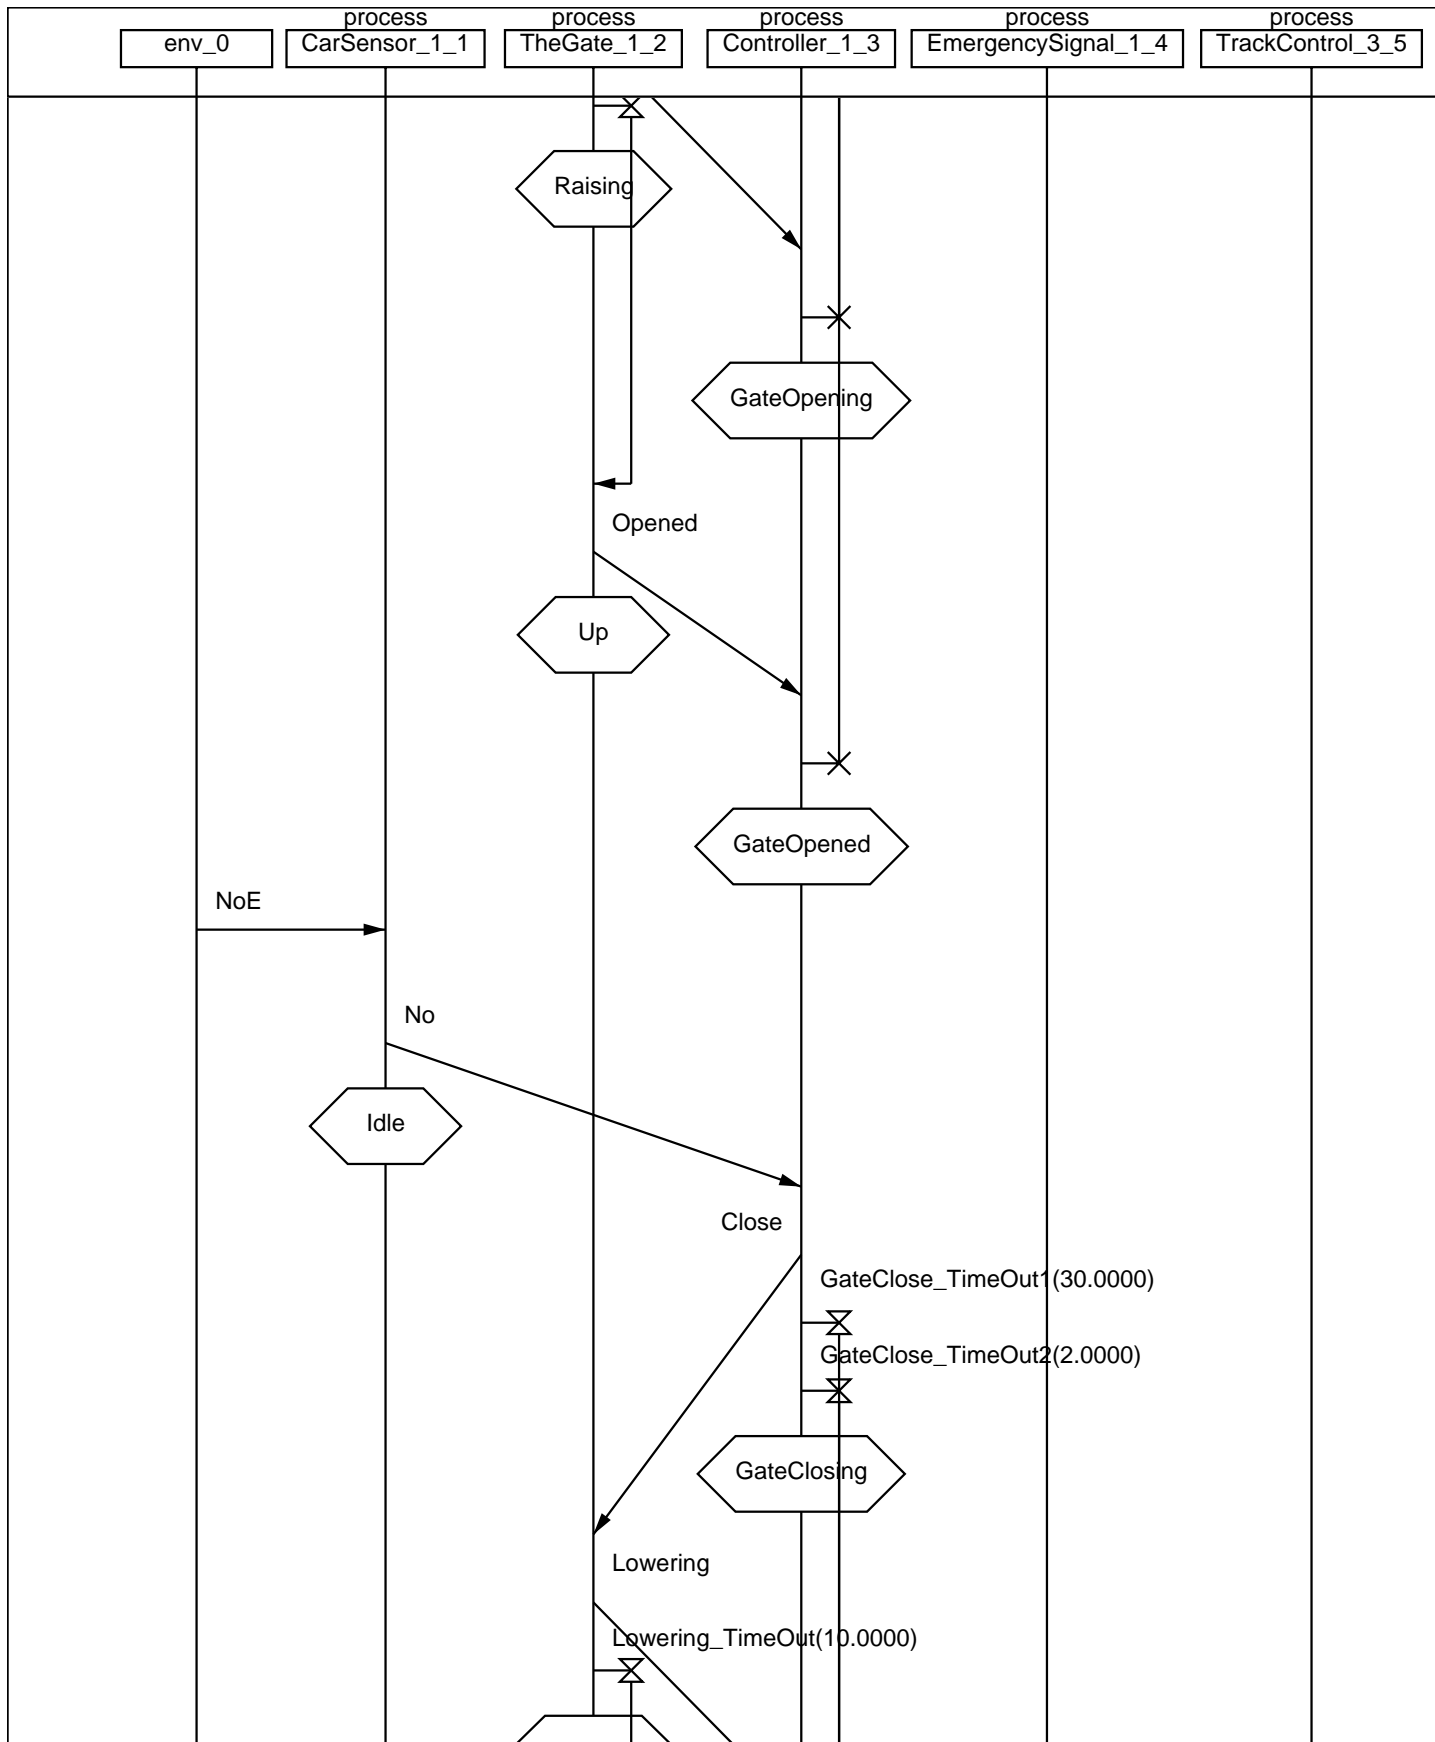 process process process process process
env_0 CarSensor_1_1 TheGate_1_2 Controller_1_3 EmergencySignal_1_4 TrackControl_3_5
Raising
GateOpening
Opened
Up
GateOpened
NoE
No
Idle
Close
GateClose_TimeOut1(30.0000)
GateClose_TimeOut2(2.0000)
GateClosing
Lowering
Lowering_TimeOut(10.0000)